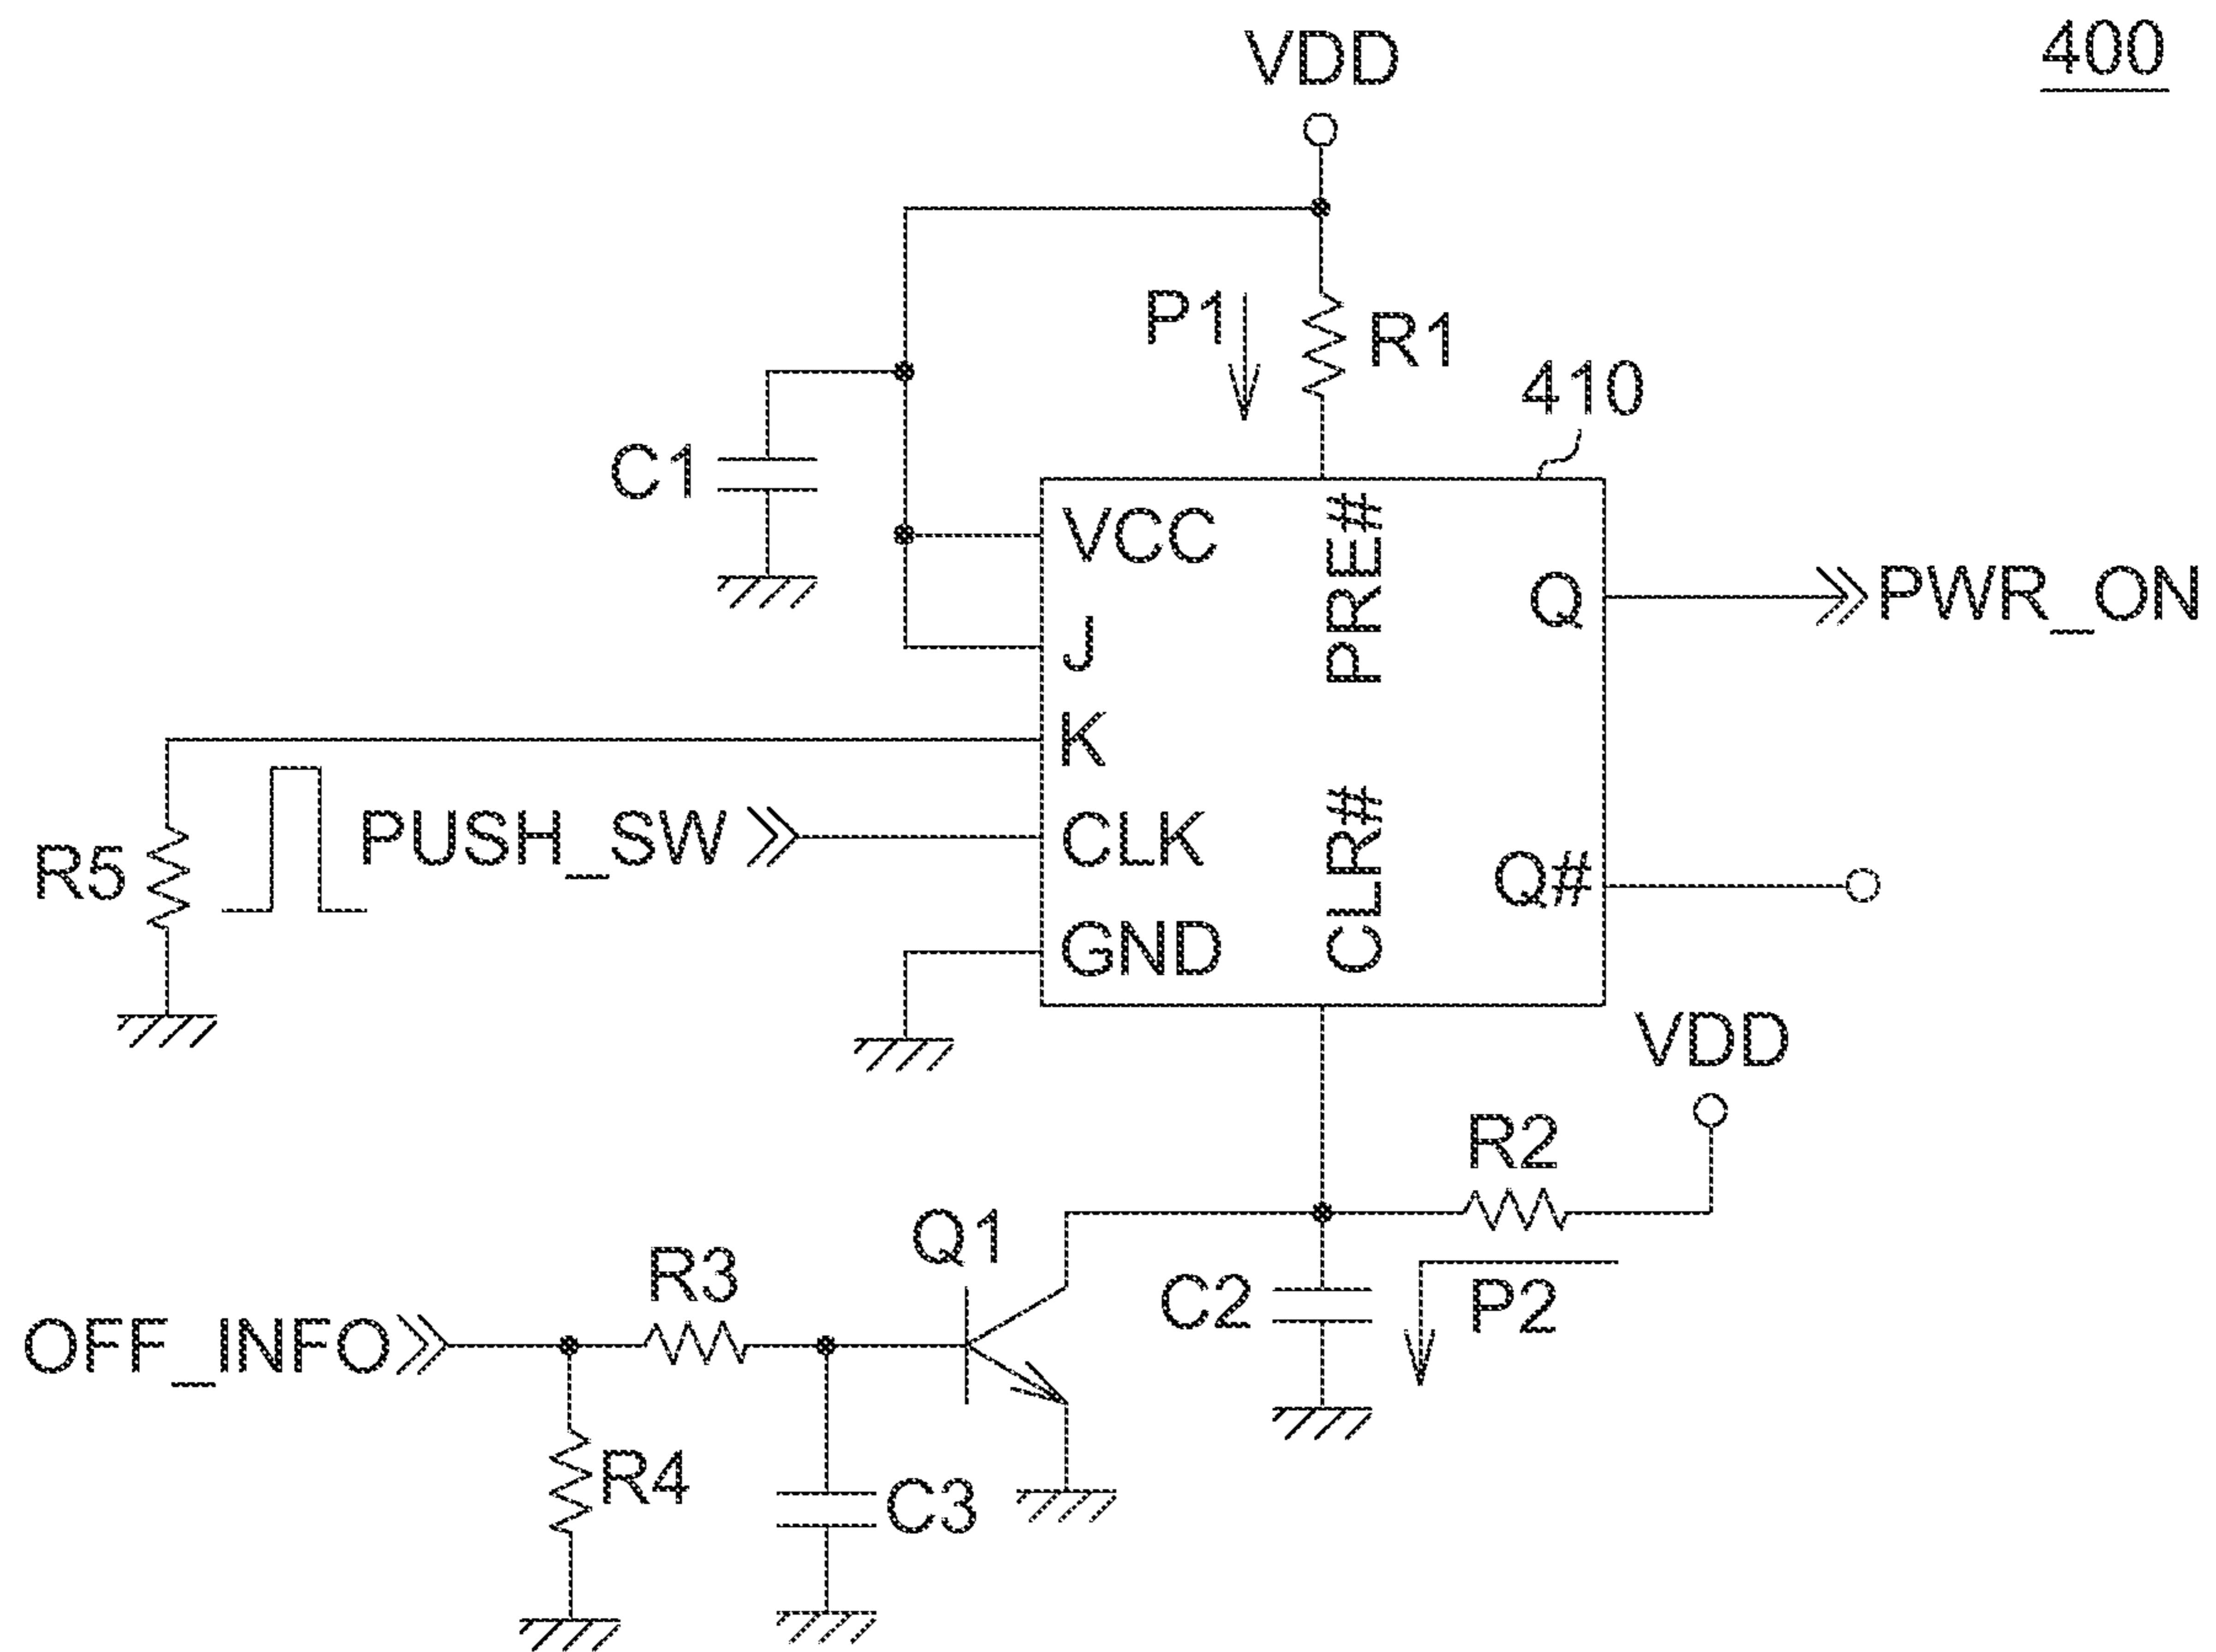 400
VDD
P1
R1
410
C1
VCC
PRE#
Q
PWR_ON
J
K
R5
PUSH_SW
CLK
CLR#
Q#
GND
VDD
R2
Q1
R3
C2
P2
OFF_INFO
R4
C3